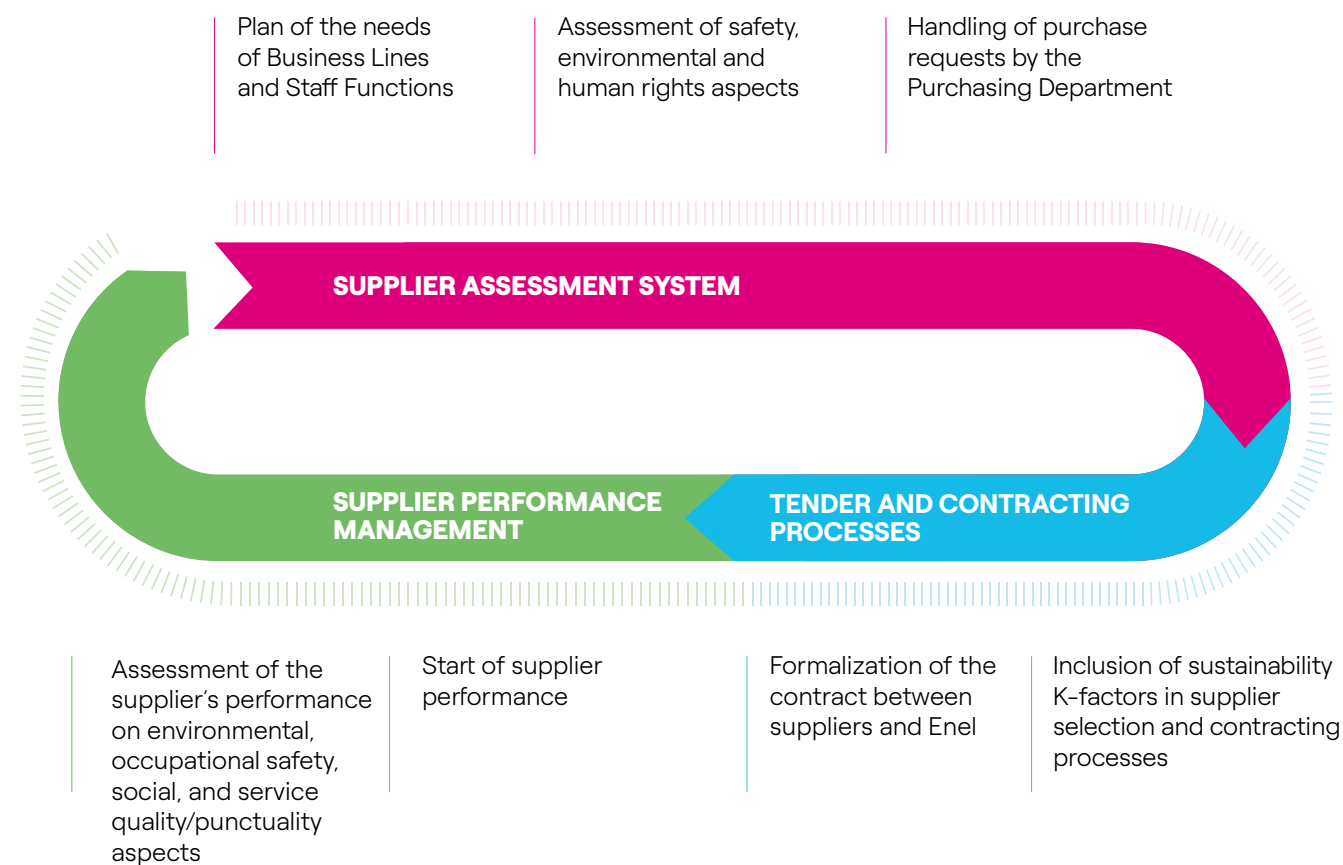 Plan of the needs
of Business Lines
and Staff Functions
Assessment of safety,
environmental and
human rights aspects
Handling of purchase
requests by the
Purchasing Department
SUPPLIER ASSESSMENT SYSTEM
SUPPLIER PERFORMANCE
MANAGEMENT
TENDER AND CONTRACTING
PROCESSES
Assessment of the
supplier’s performance
on environmental,
occupational safety,
social, and service
quality/punctuality
aspects
Start of supplier
performance
Formalization of the
contract between
suppliers and Enel
Inclusion of sustainability
K-factors in supplier
selection and contracting
processes